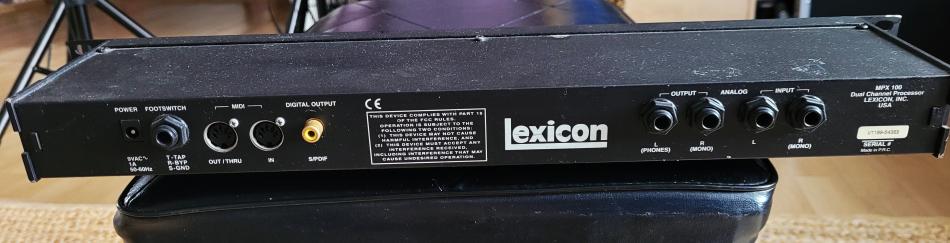 POWER
FOOTSWITCH
MIDI
DIGITAL OUTPUT
9VAC~
1A
50-60Hz
T-TAP
R-BYP
S-GND
OUT / THRU
IN
S/PDIF
CE
THIS DEVICE COMPLIES WITH PART 15
OF THE FCC RULES.
OPERATION IS SUBJECT TO THE
FOLLOWING TWO CONDITIONS:
(1) THIS DEVICE MAY NOT CAUSE
HARMFUL INTERFERENCE, AND
(2) THIS DEVICE MUST ACCEPT ANY
INTERFERENCE RECEIVED,
INCLUDING INTERFERENCE THAT MAY
CAUSE UNDESIRED OPERATION.
Lexicon
OUTPUT
ANALOG
INPUT
L
(PHONES)
R
(MONO)
L
R
(MONO)
MPX 100
Dual Channel Processor
LEXICON, INC.
USA
SERIAL #
Made in P.R.C.